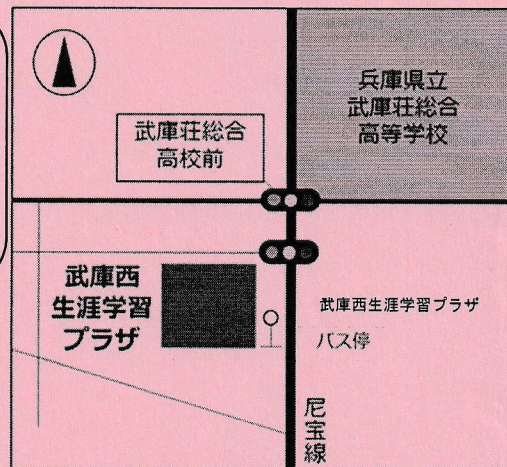 兵庫県立
武庫荘総合
高等学校
武庫荘総合
高校前
武庫西
生涯学習
プラザ
武庫西生涯学習プラザ
バス停
尼宝線